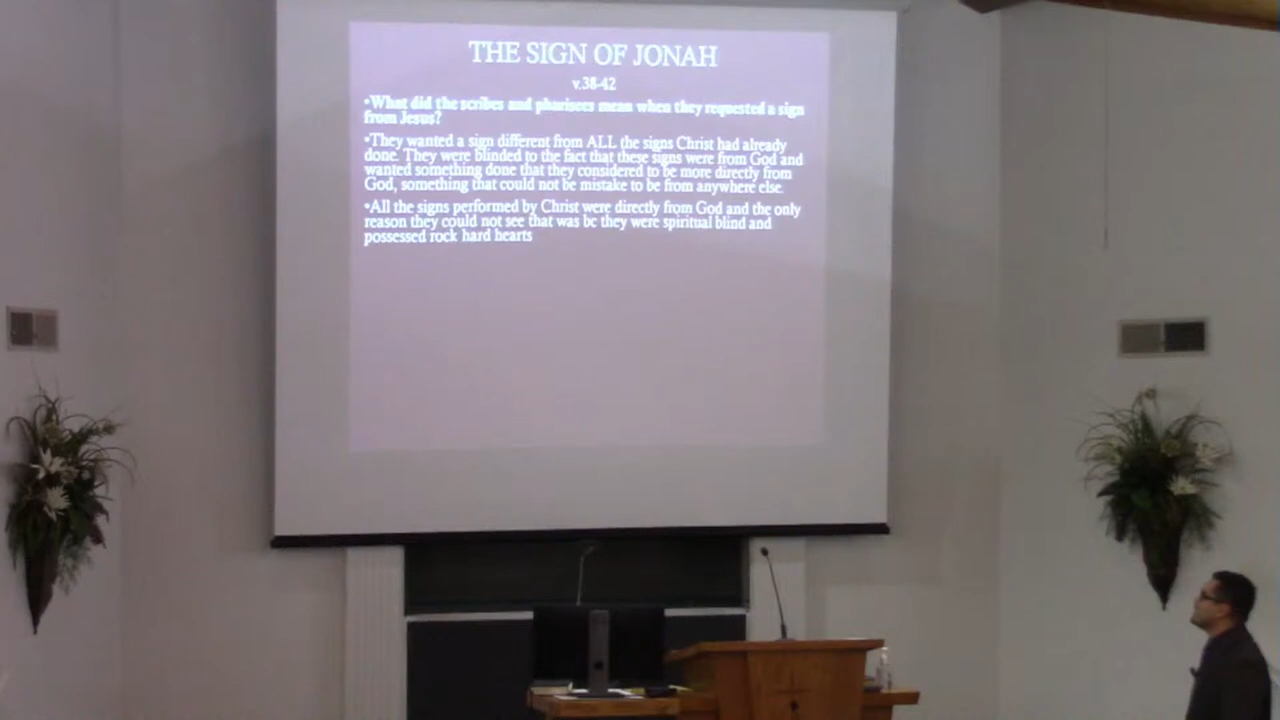 THE SIGN OF JONAH
v.38-42
•What did the scribes and pharisees mean when they requested a sign
from Jesus?
•They wanted a sign different from ALL the signs Christ had already
done. They were blinded to the fact that these signs were from God and
wanted something done that they considered to be more directly from
God, something that could not be mistake to be from anywhere else.
•All the signs performed by Christ were directly from God and the only
reason they could not see that was be they were spiritual blind and
possessed rock hard hearts